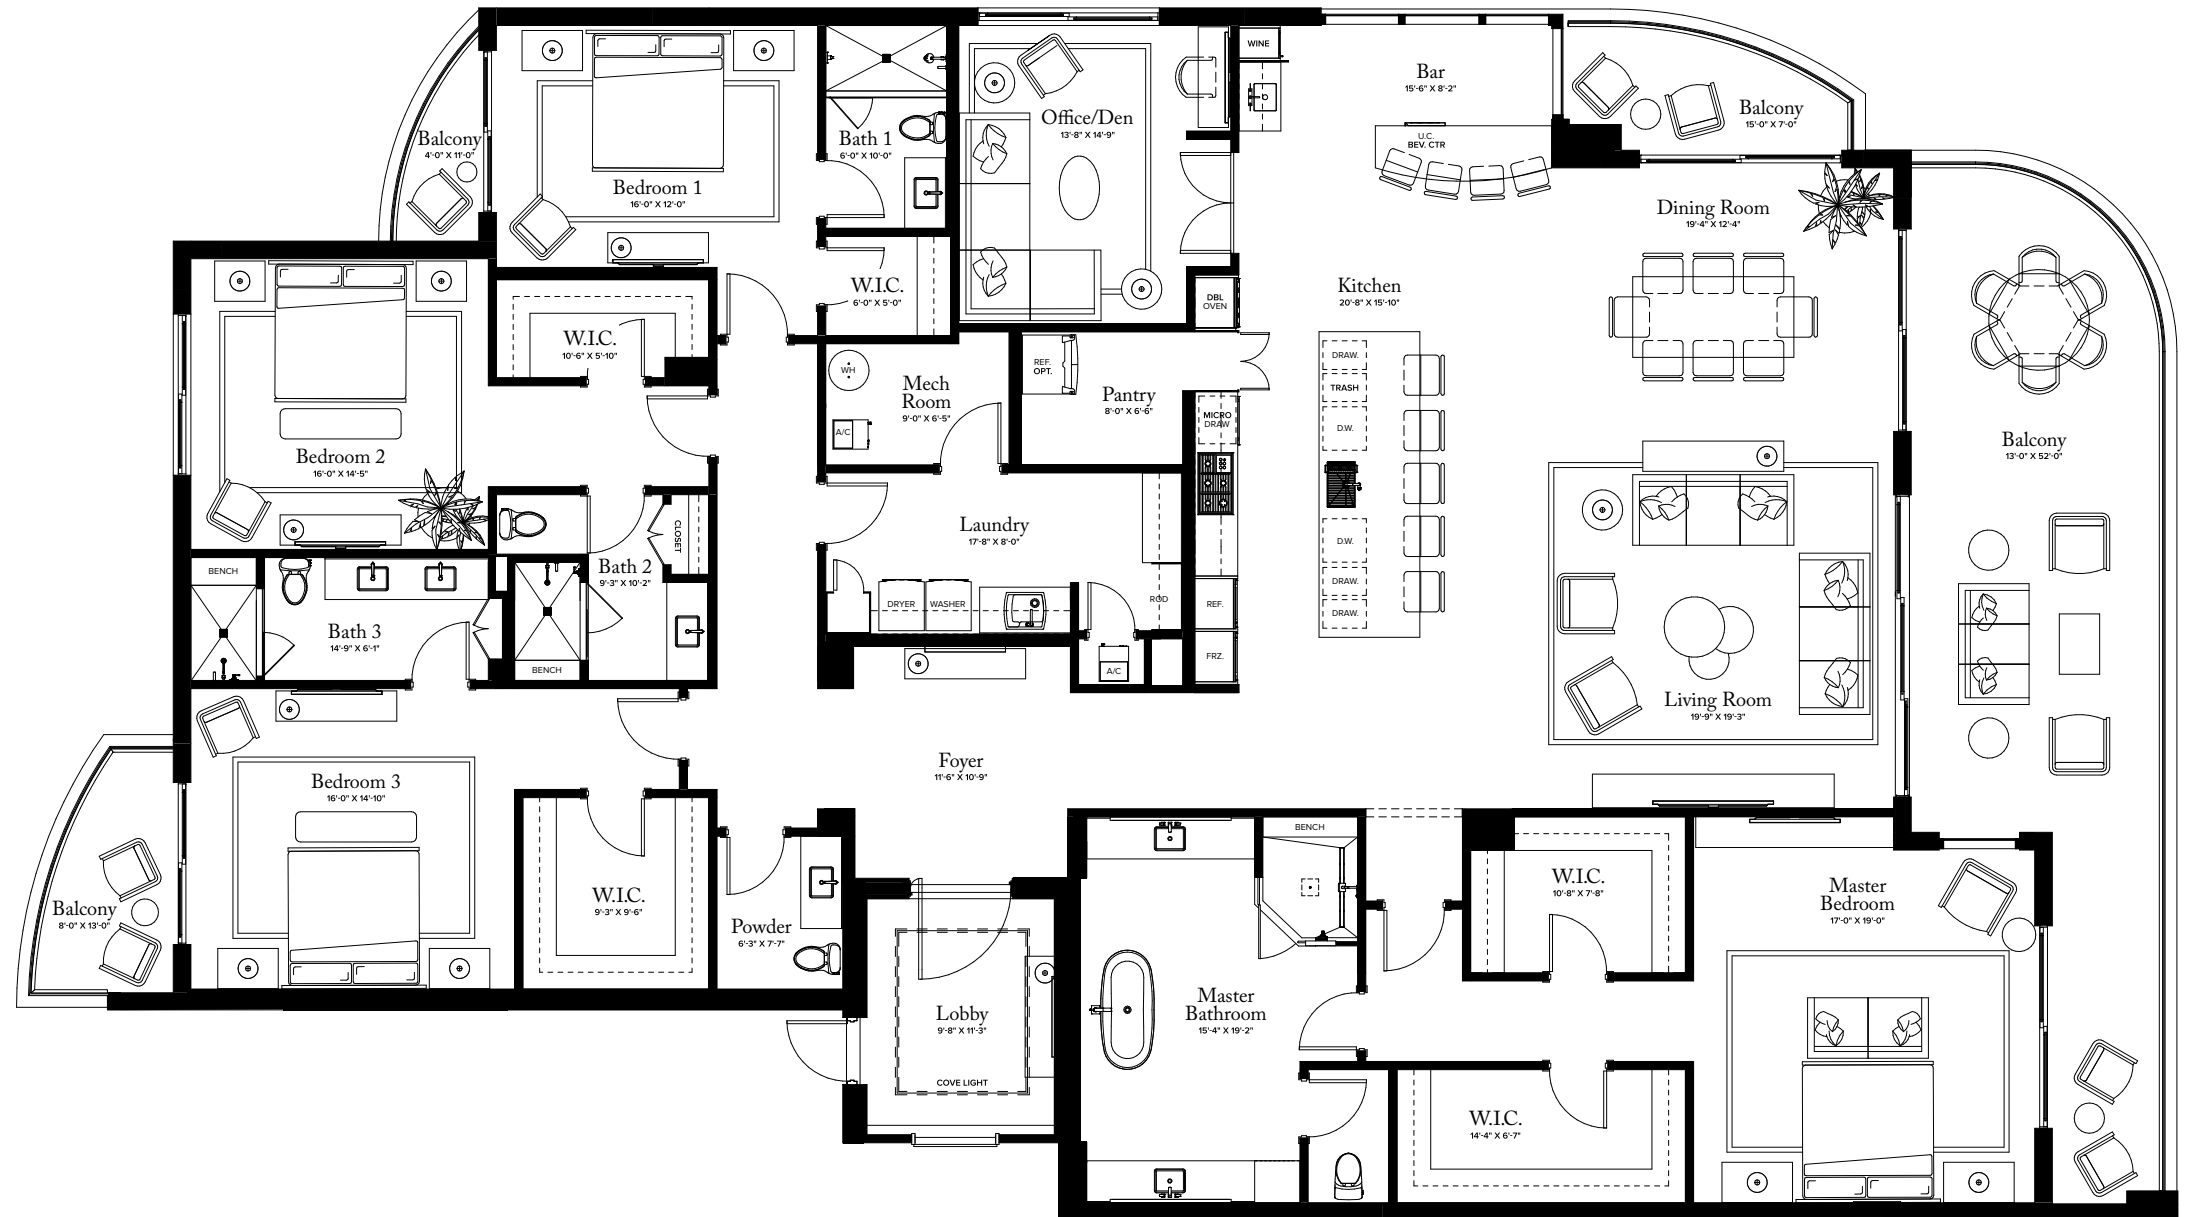 WINE
Bar
15'-6" X 8'-2"
Balcony
15'-0" X 7'-0"
Office/Den
13'-8" X 14'-9"
U.C.
BEV. CTR
Balcony
4'-0" X 11'-0"
Bath 1
6'-0" X 10'-0"
Bedroom 1
16'-0" X 12'-0"
Dining Room
19'-4" X 12'-4"
W.I.C.
6'-0" X 5'-0"
Kitchen
20'-8" X 15'-10"
DBL
OVEN
W.I.C.
10'-6" X 5'-10"
DRAW.
TRASH
D.W.
D.W.
DRAW.
DRAW.
WH
A/C
Mech
Room
9'-0" X 6'-5"
REF.
OPT.
Pantry
8'-0" X 6'-6"
MICRO
DRAW
Balcony
13'-0" X 52'-0"
Bedroom 2
16'-0" X 14'-5"
CLOSET
Laundry
17'-8" X 8'-0"
BENCH
Bath 2
9'-3" X 10'-2"
DRYER
WASHER
ROD
REF.
FRZ.
A/C
Bath 3
14'-9" X 6'-1"
BENCH
Living Room
19'-9" X 19'-3"
Foyer
11'-6" X 10'-9"
Bedroom 3
16'-0" X 14'-10"
BENCH
W.I.C.
9'-3" X 9'-6"
W.I.C.
10'-8" X 7'-8"
Master
Bedroom
17'-0" X 19'-0"
Balcony
8'-0" X 13'-0"
Powder
6'-3" X 7'-7"
Lobby
9'-8" X 11'-3"
COVE LIGHT
Master
Bathroom
15'-4" X 19'-2"
W.I.C.
14'-4" X 6'-7"